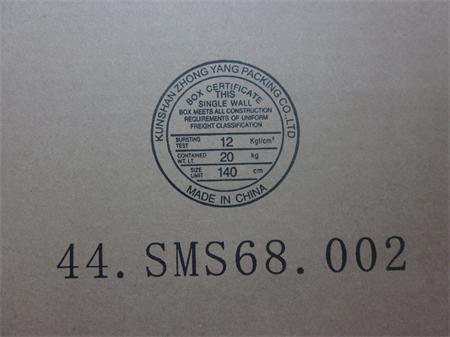 KUNSHAN ZHONG YANG PACKING CO.,LTD
BOX CERTIFICATE
THIS
SINGLE WALL
BOX MEETS ALL CONSTRUCTION
REQUIREMENTS OF UNIFORM
FREIGHT CLASSIFICATION
BURSTING TEST 12 Kgf/cm²
CONTAINED WT. LT. 20 kg
SIZE LIMIT 140 cm
MADE IN CHINA
44.SMS68.002